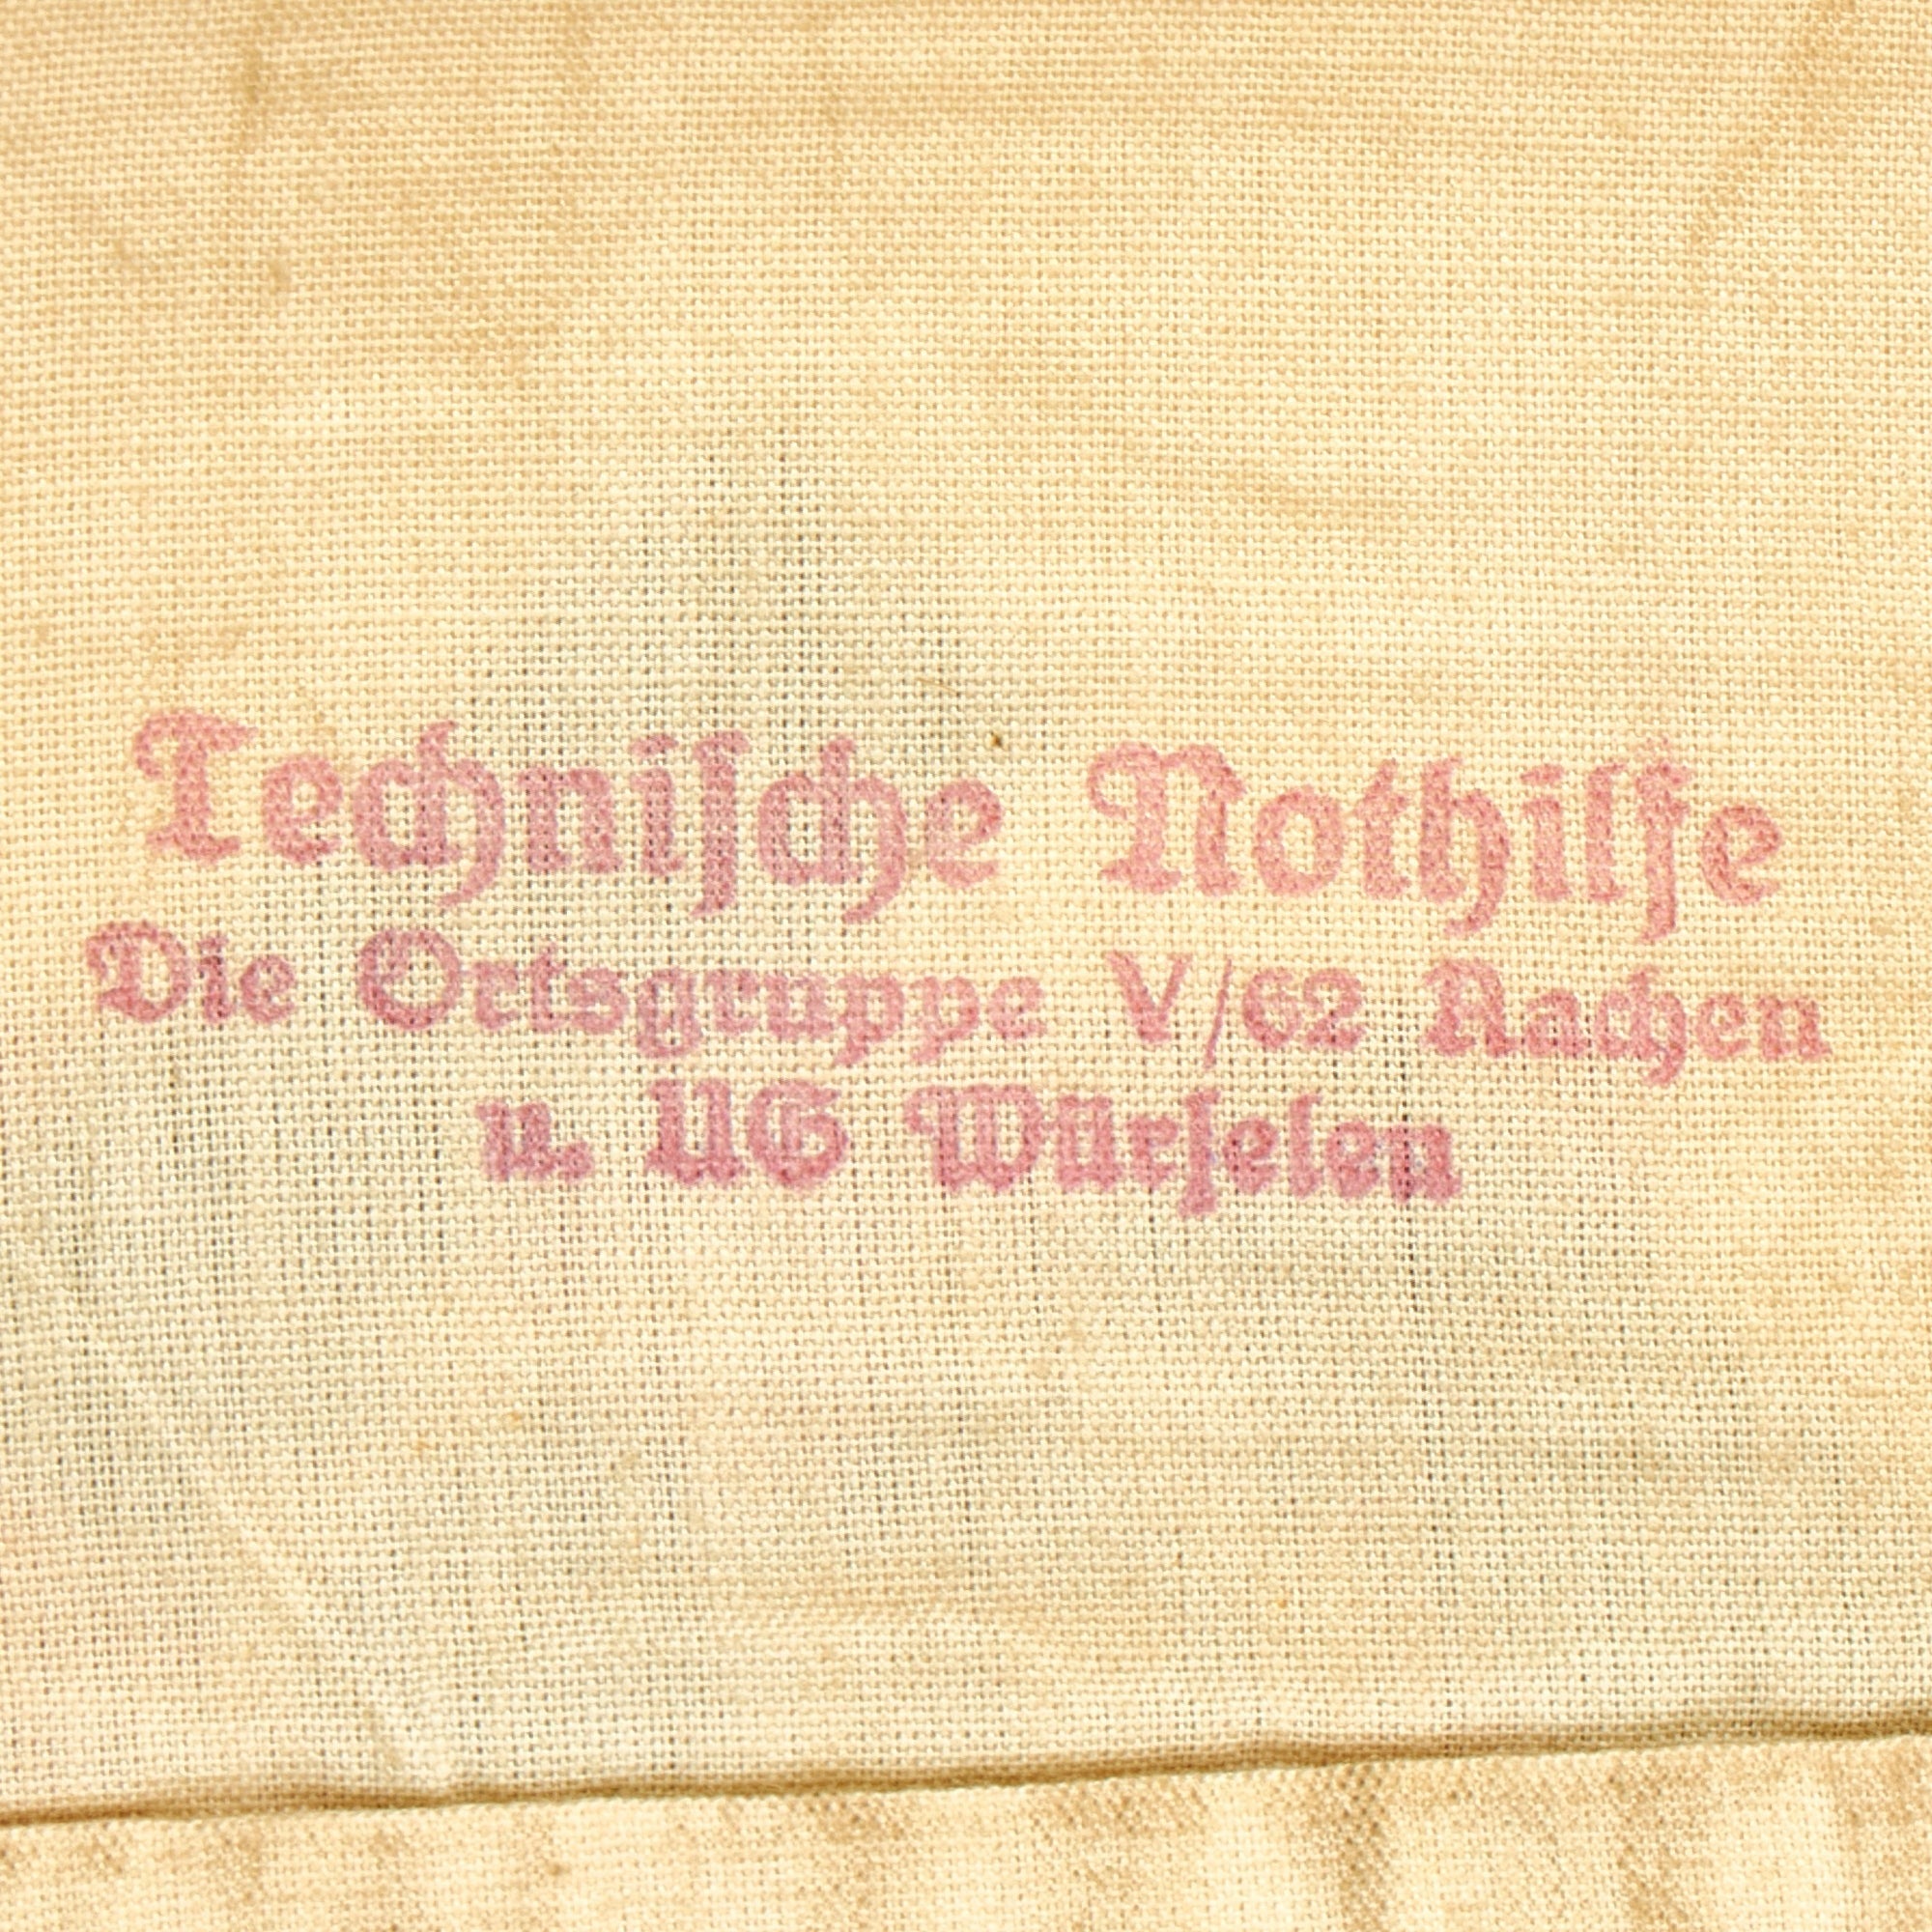 Technische Nothilfe
Die Ortsgruppe V/62 Aachen
u. UG Würselen